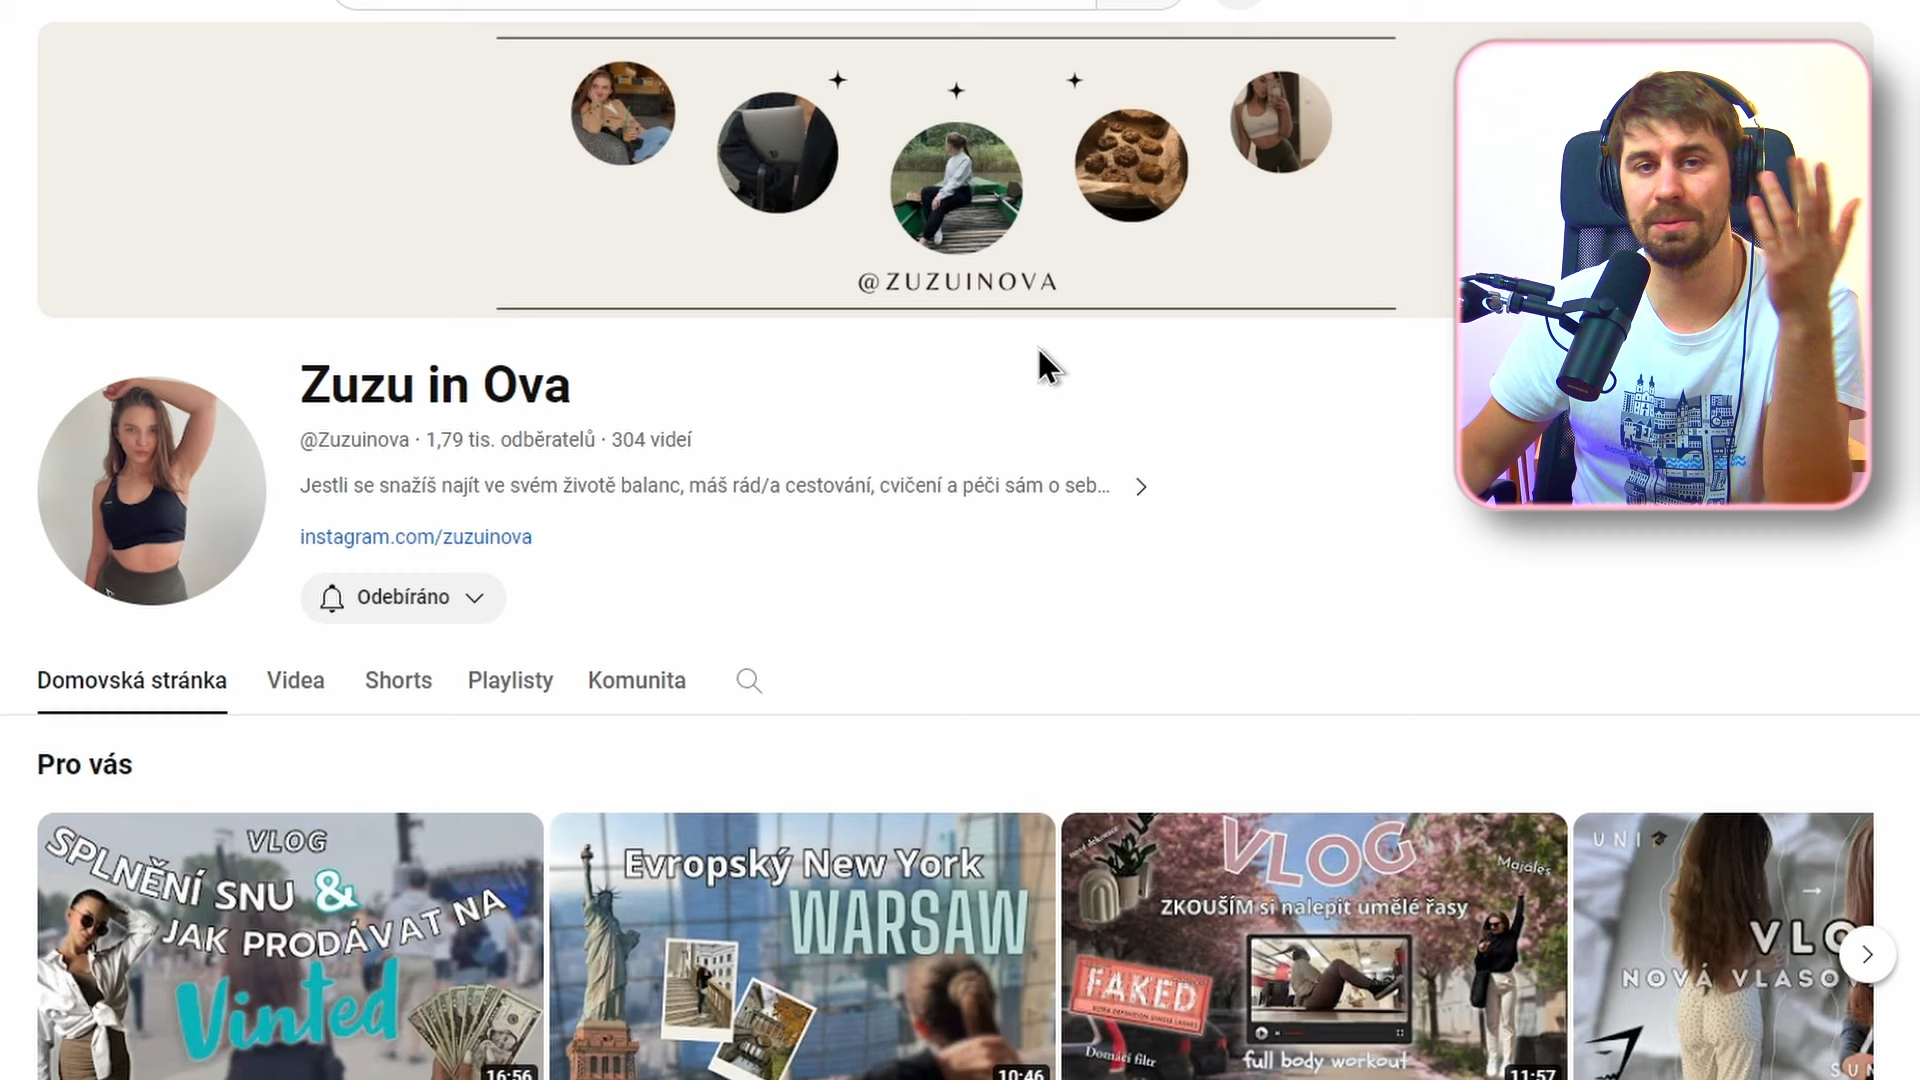 @ZUZUINOVA
Zuzu in Ova
@Zuzuinova · 1,79 tis. odběratelů · 304 videí
Jestli se snažíš najít ve svém životě balanc, máš rád/a cestování, cvičení a péči sám o seb...
instagram.com/zuzuinova
Odebíráno
Domovská stránka
Videa
Shorts
Playlisty
Komunita
Pro vás
VLOG
SPLNĚNÍ SNU &
JAK PRODÁVAT NA
Vinted
16:56
Evropský New York
WARSAW
10:46
VLOG
Majáles
ZKOUŠÍM si nalepit umělé řasy
FAKED
Domácí filtr
full body workout
11:57
UNI
VLO
NOVÁ VLASO
SUN